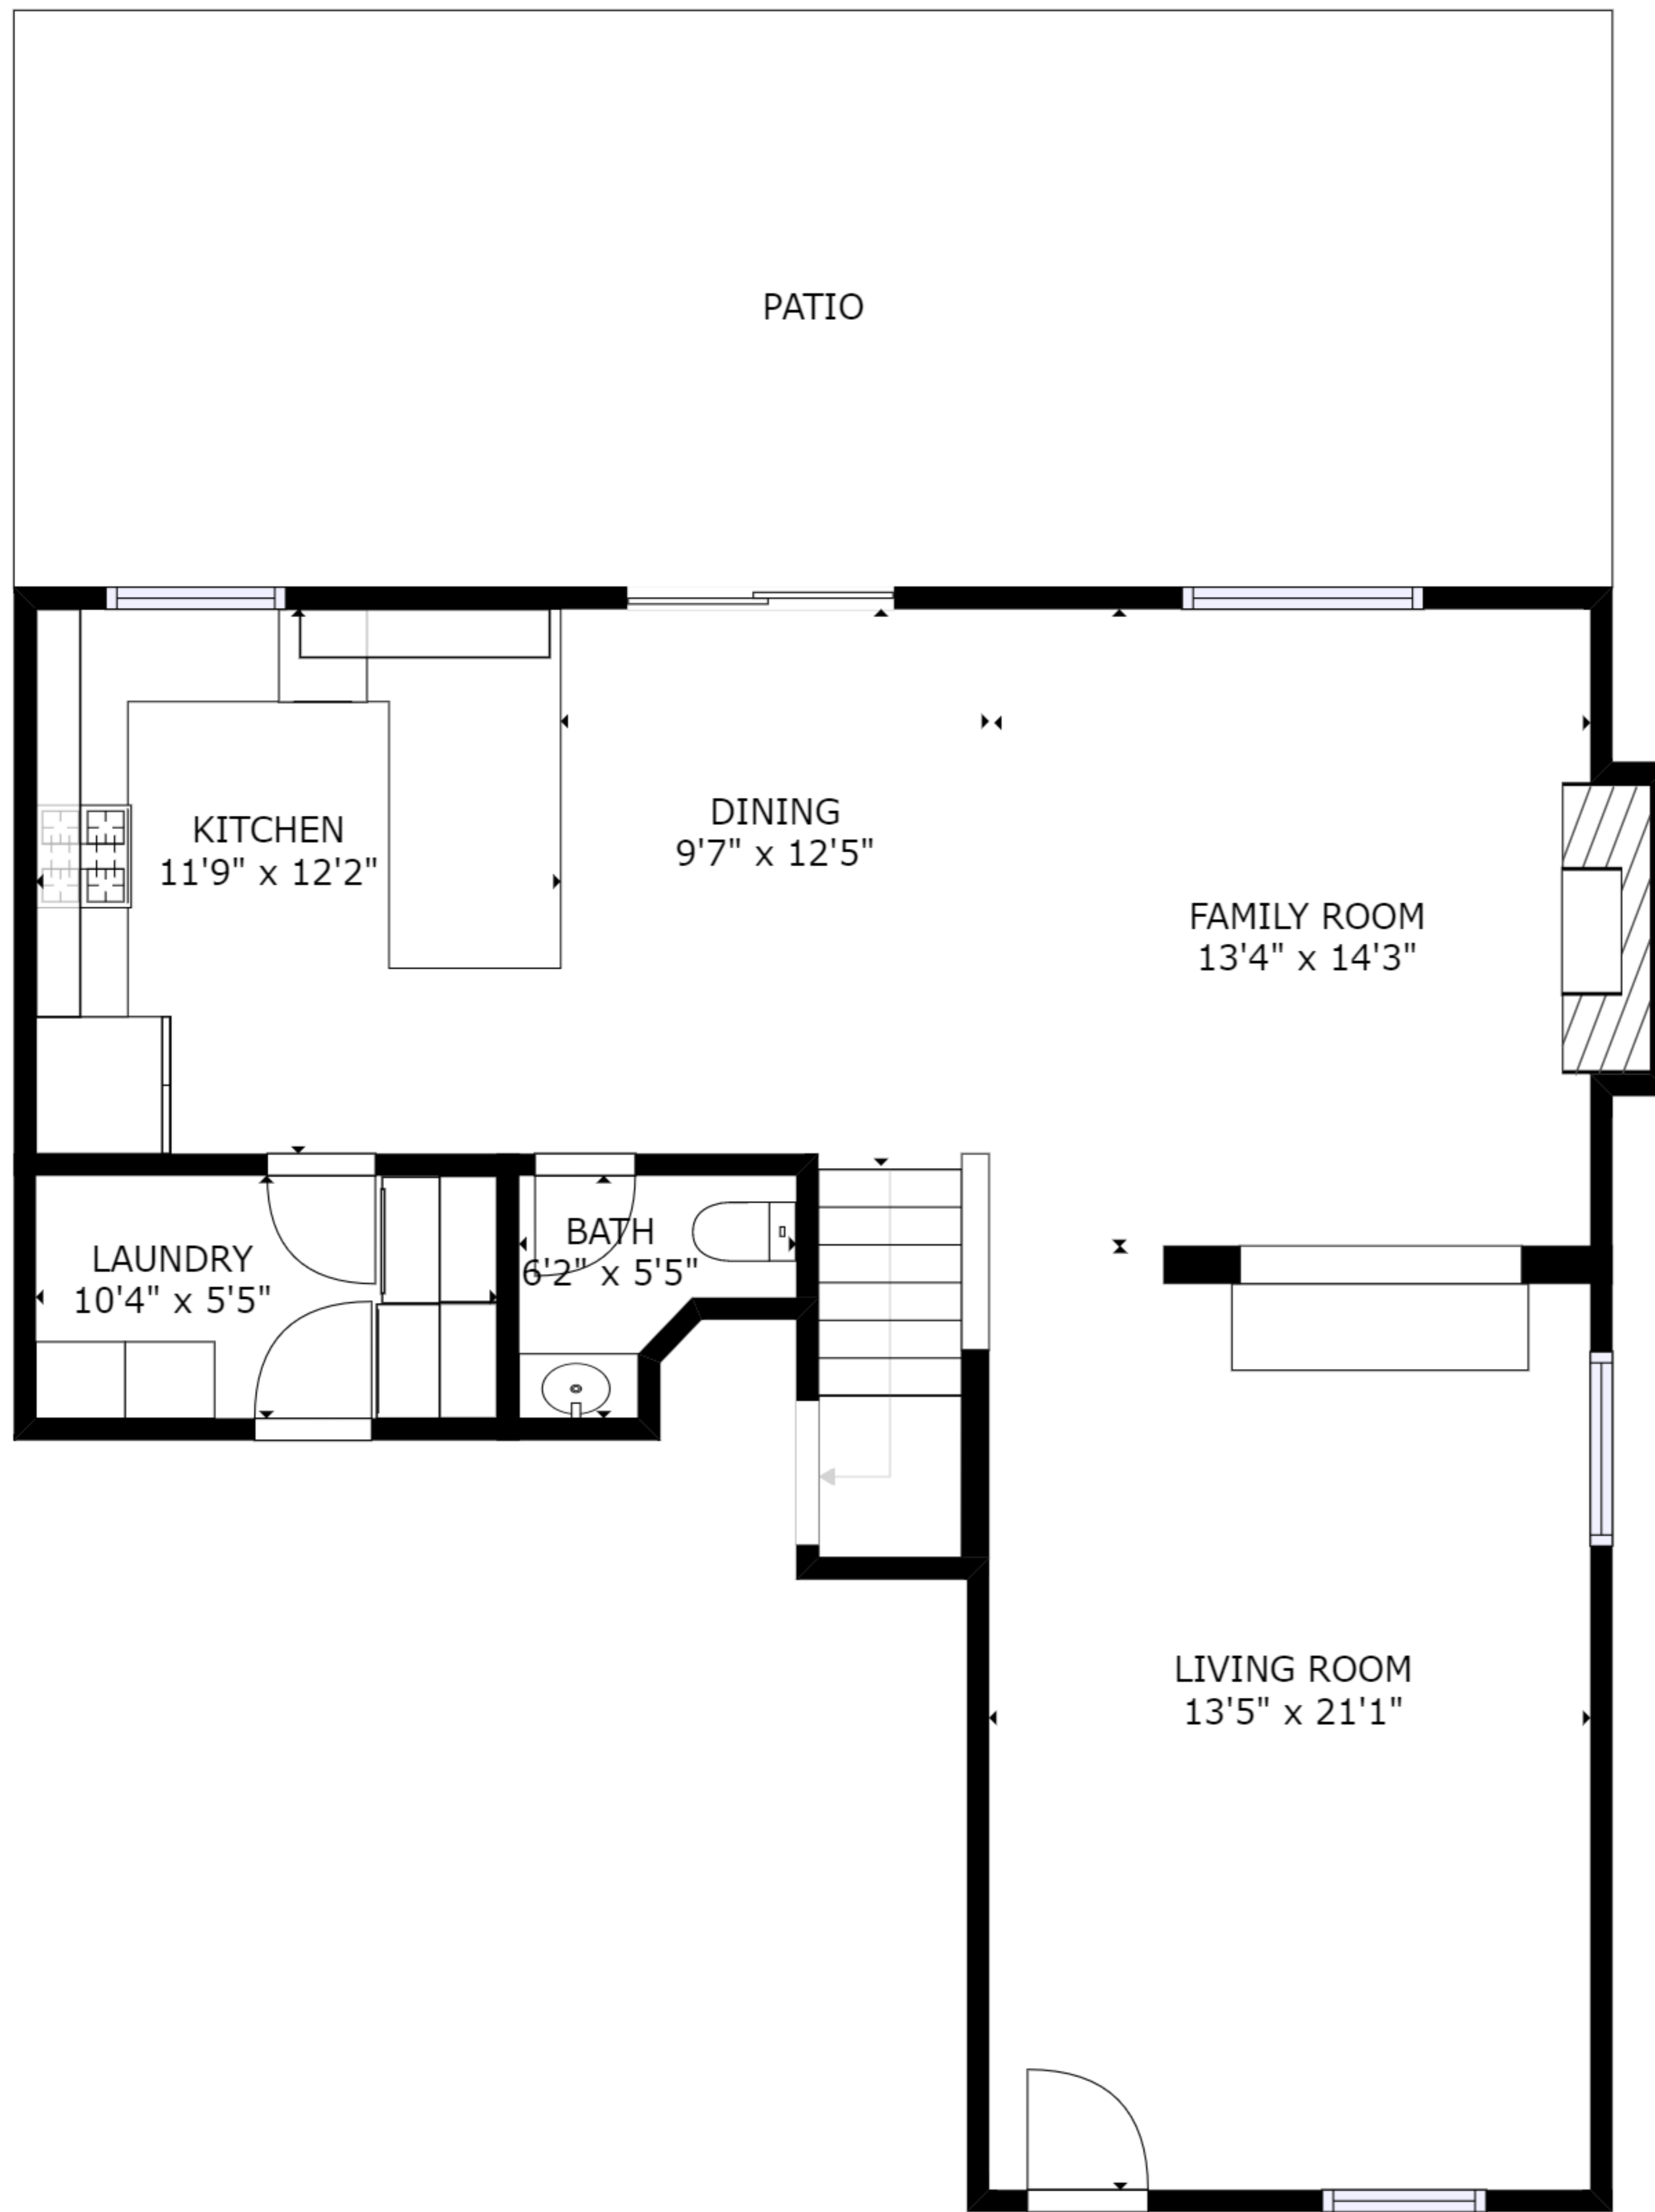 PATIO
KITCHEN
11'9" x 12'2"
DINING
9'7" x 12'5"
FAMILY ROOM
13'4" x 14'3"
LAUNDRY
10'4" x 5'5"
BATH
6'2" x 5'5"
LIVING ROOM
13'5" x 21'1"